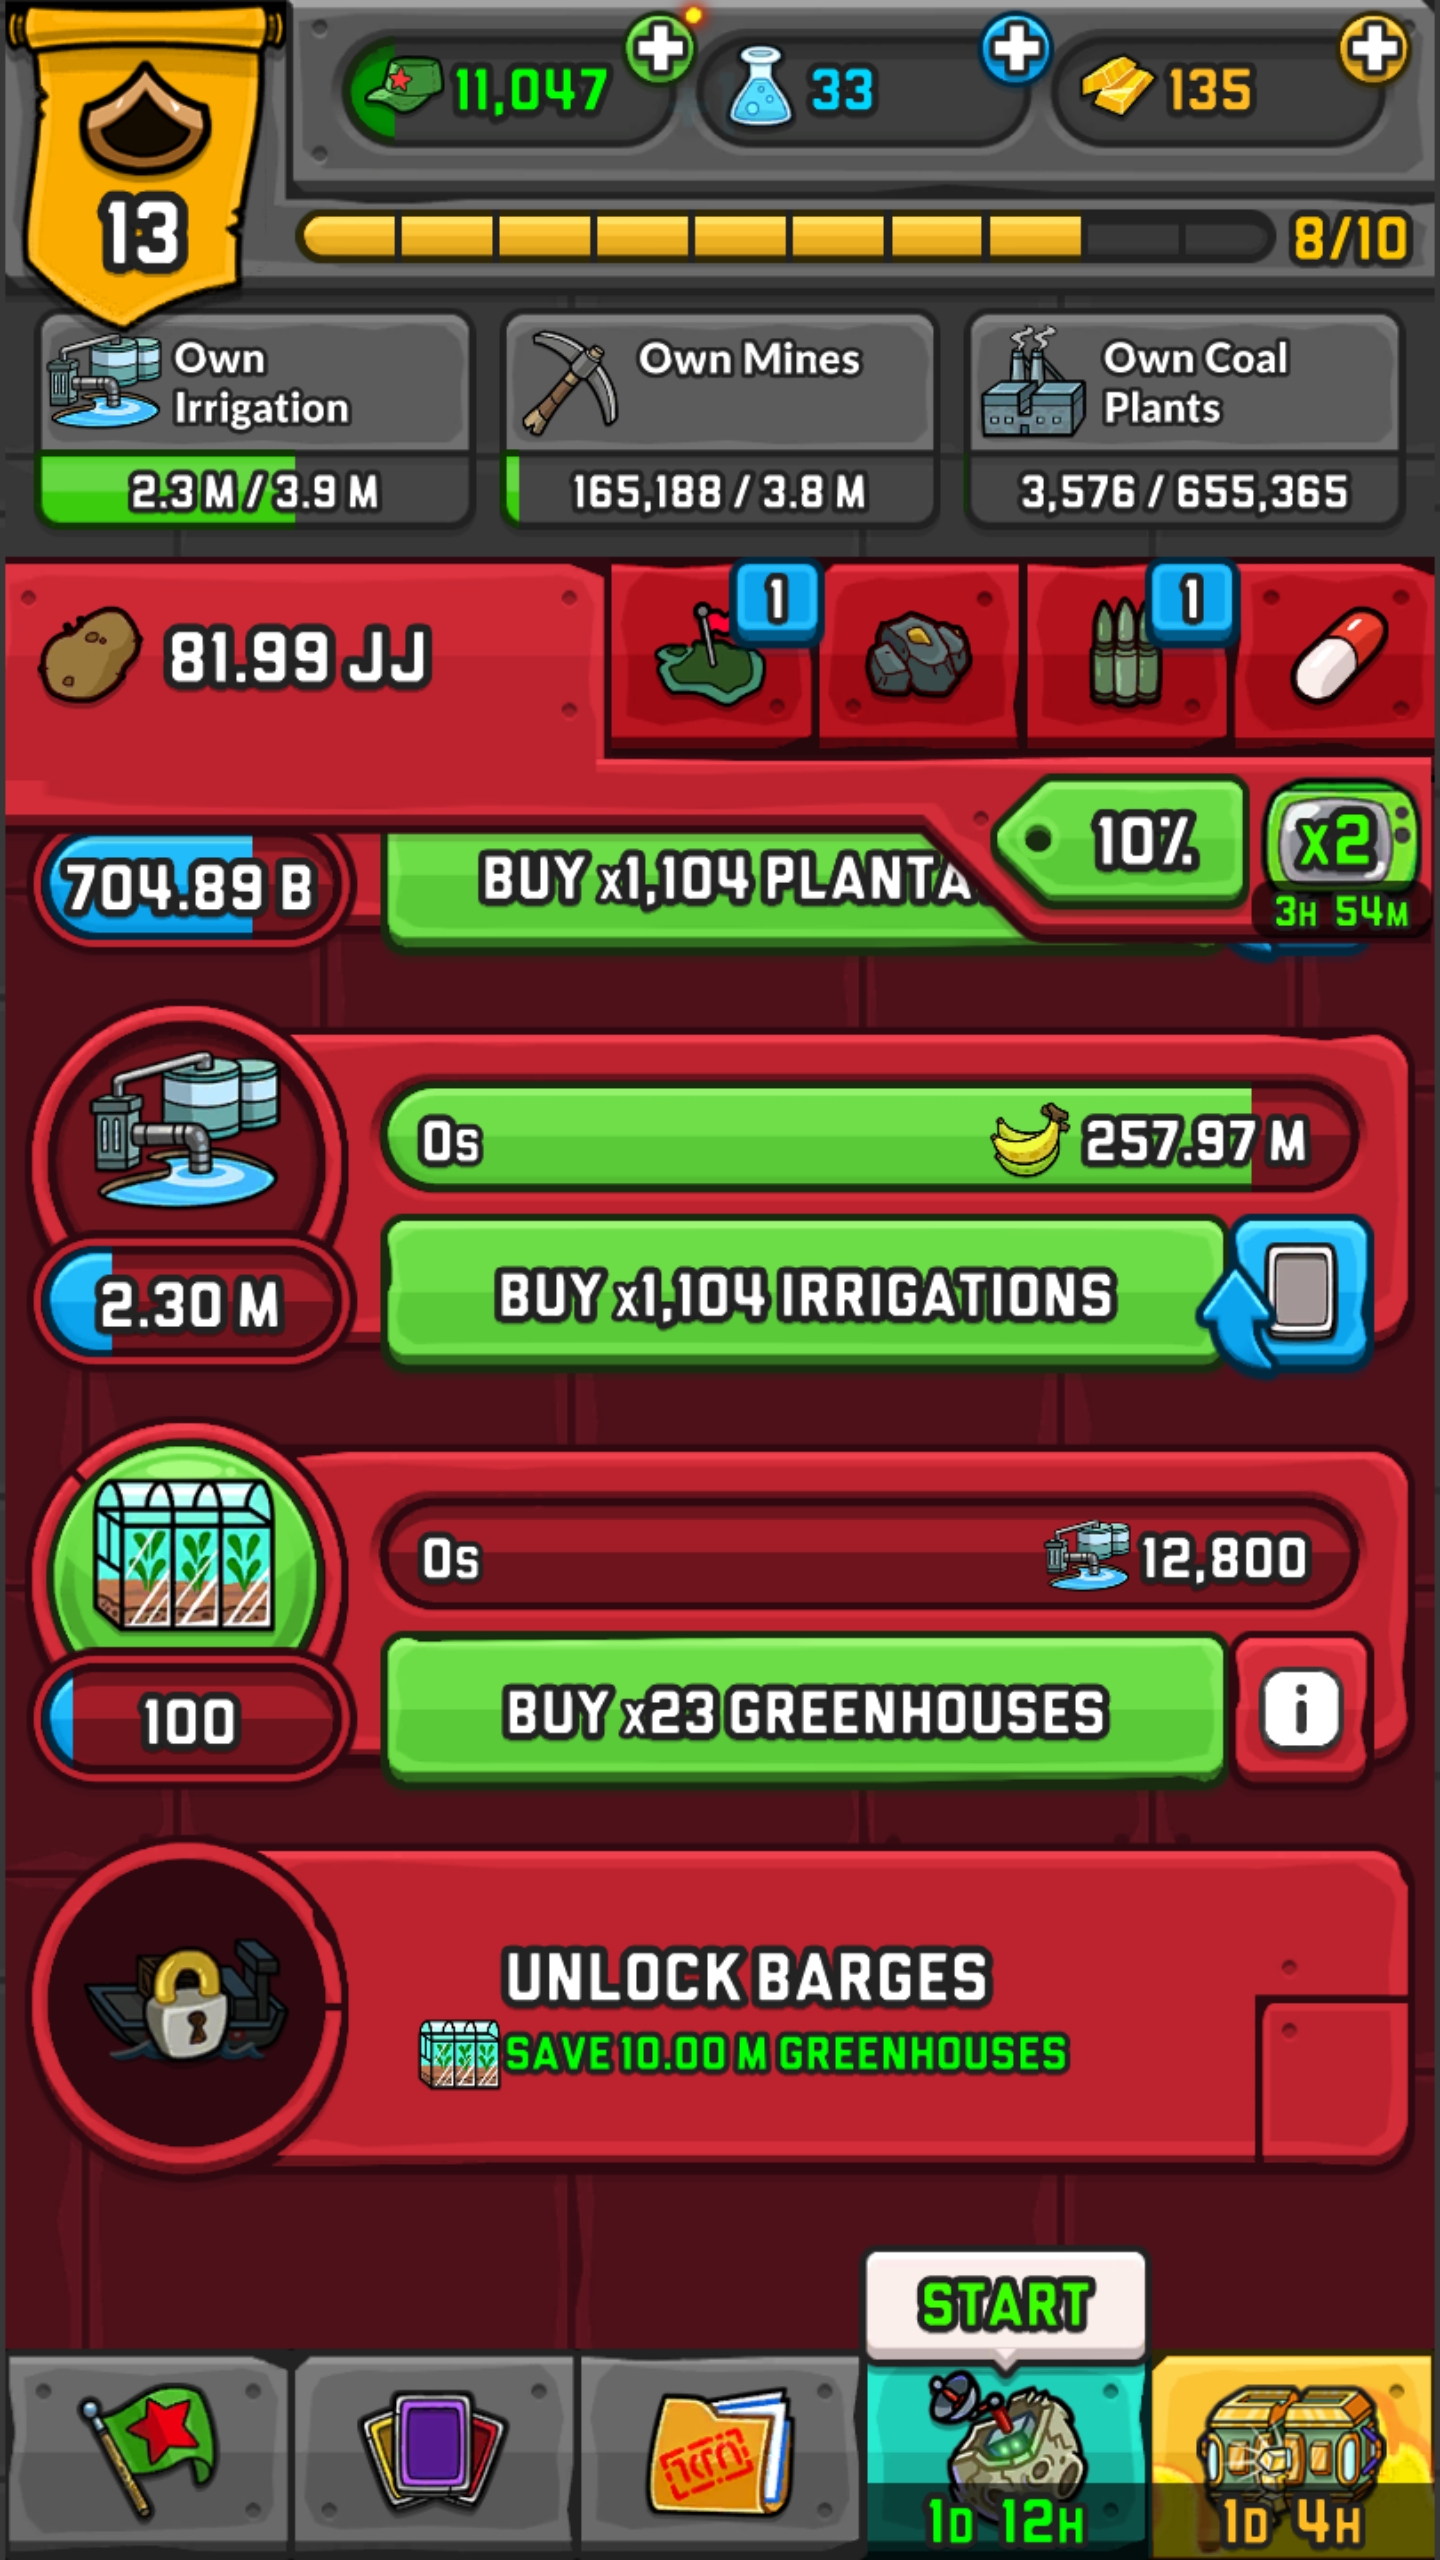 11,047
33
135
13
8/10
Own
Irrigation
Own Mines
Own Coal
Plants
2.3 M / 3.9 M
165,188 / 3.8 M
3,576 / 655,365
1
1
81.99 JJ
10%
x2
3H 54M
704.89 B
BUY x1,104 PLANTA
0s
257.97 M
2.30 M
BUY x1,104 IRRIGATIONS
0s
12,800
100
BUY x23 GREENHOUSES
i
UNLOCK BARGES
SAVE 10.00 M GREENHOUSES
START
1D 12H
1D 4H